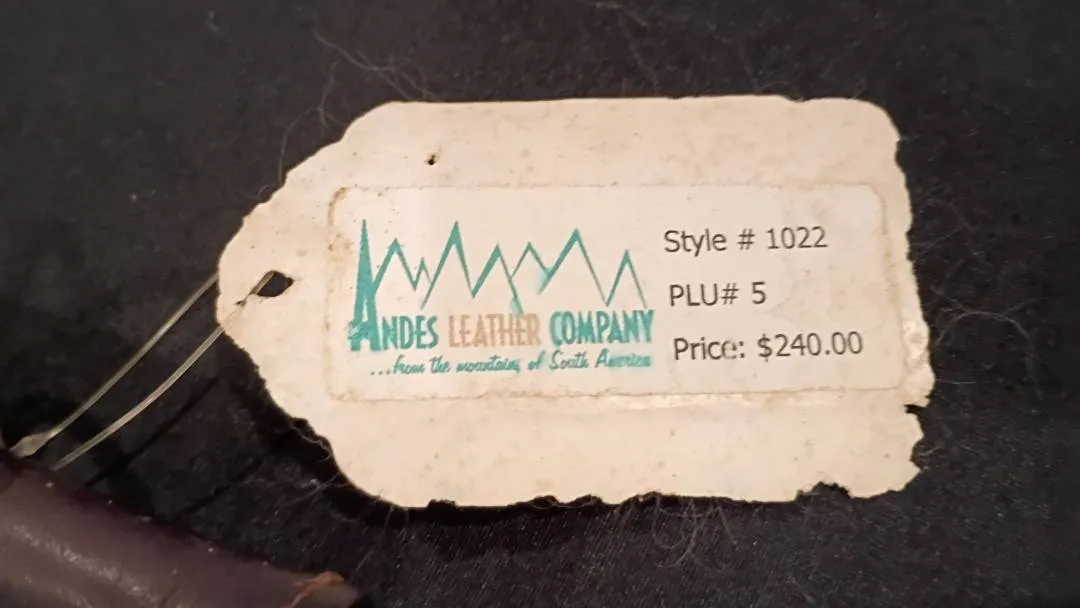 ANDES LEATHER COMPANY
...from the mountains of South America
Style # 1022
PLU# 5
Price: $240.00